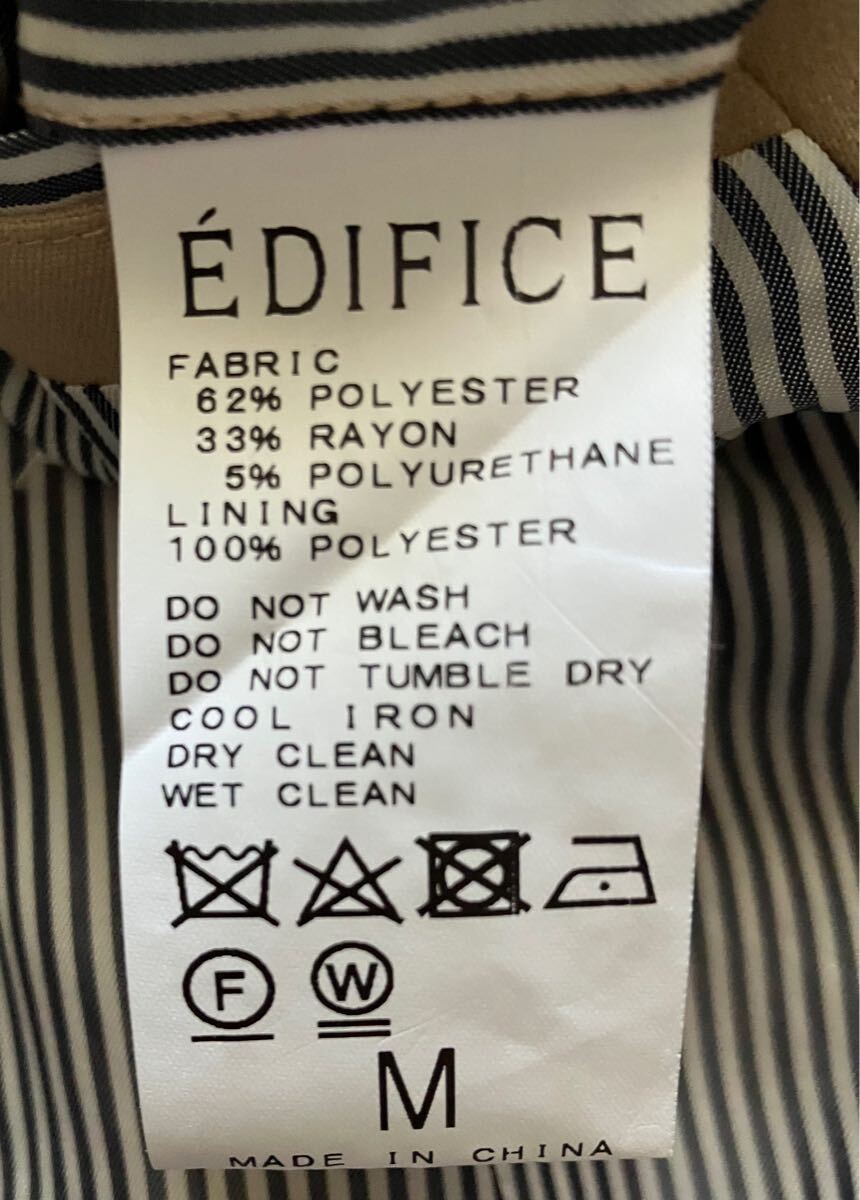 ÉDIFICE
FABRIC
62% POLYESTER
33% RAYON
5% POLYURETHANE
LINING
100% POLYESTER
DO NOT WASH
DO NOT BLEACH
DO NOT TUMBLE DRY
COOL IRON
DRY CLEAN
WET CLEAN
F W
M
MADE IN CHINA